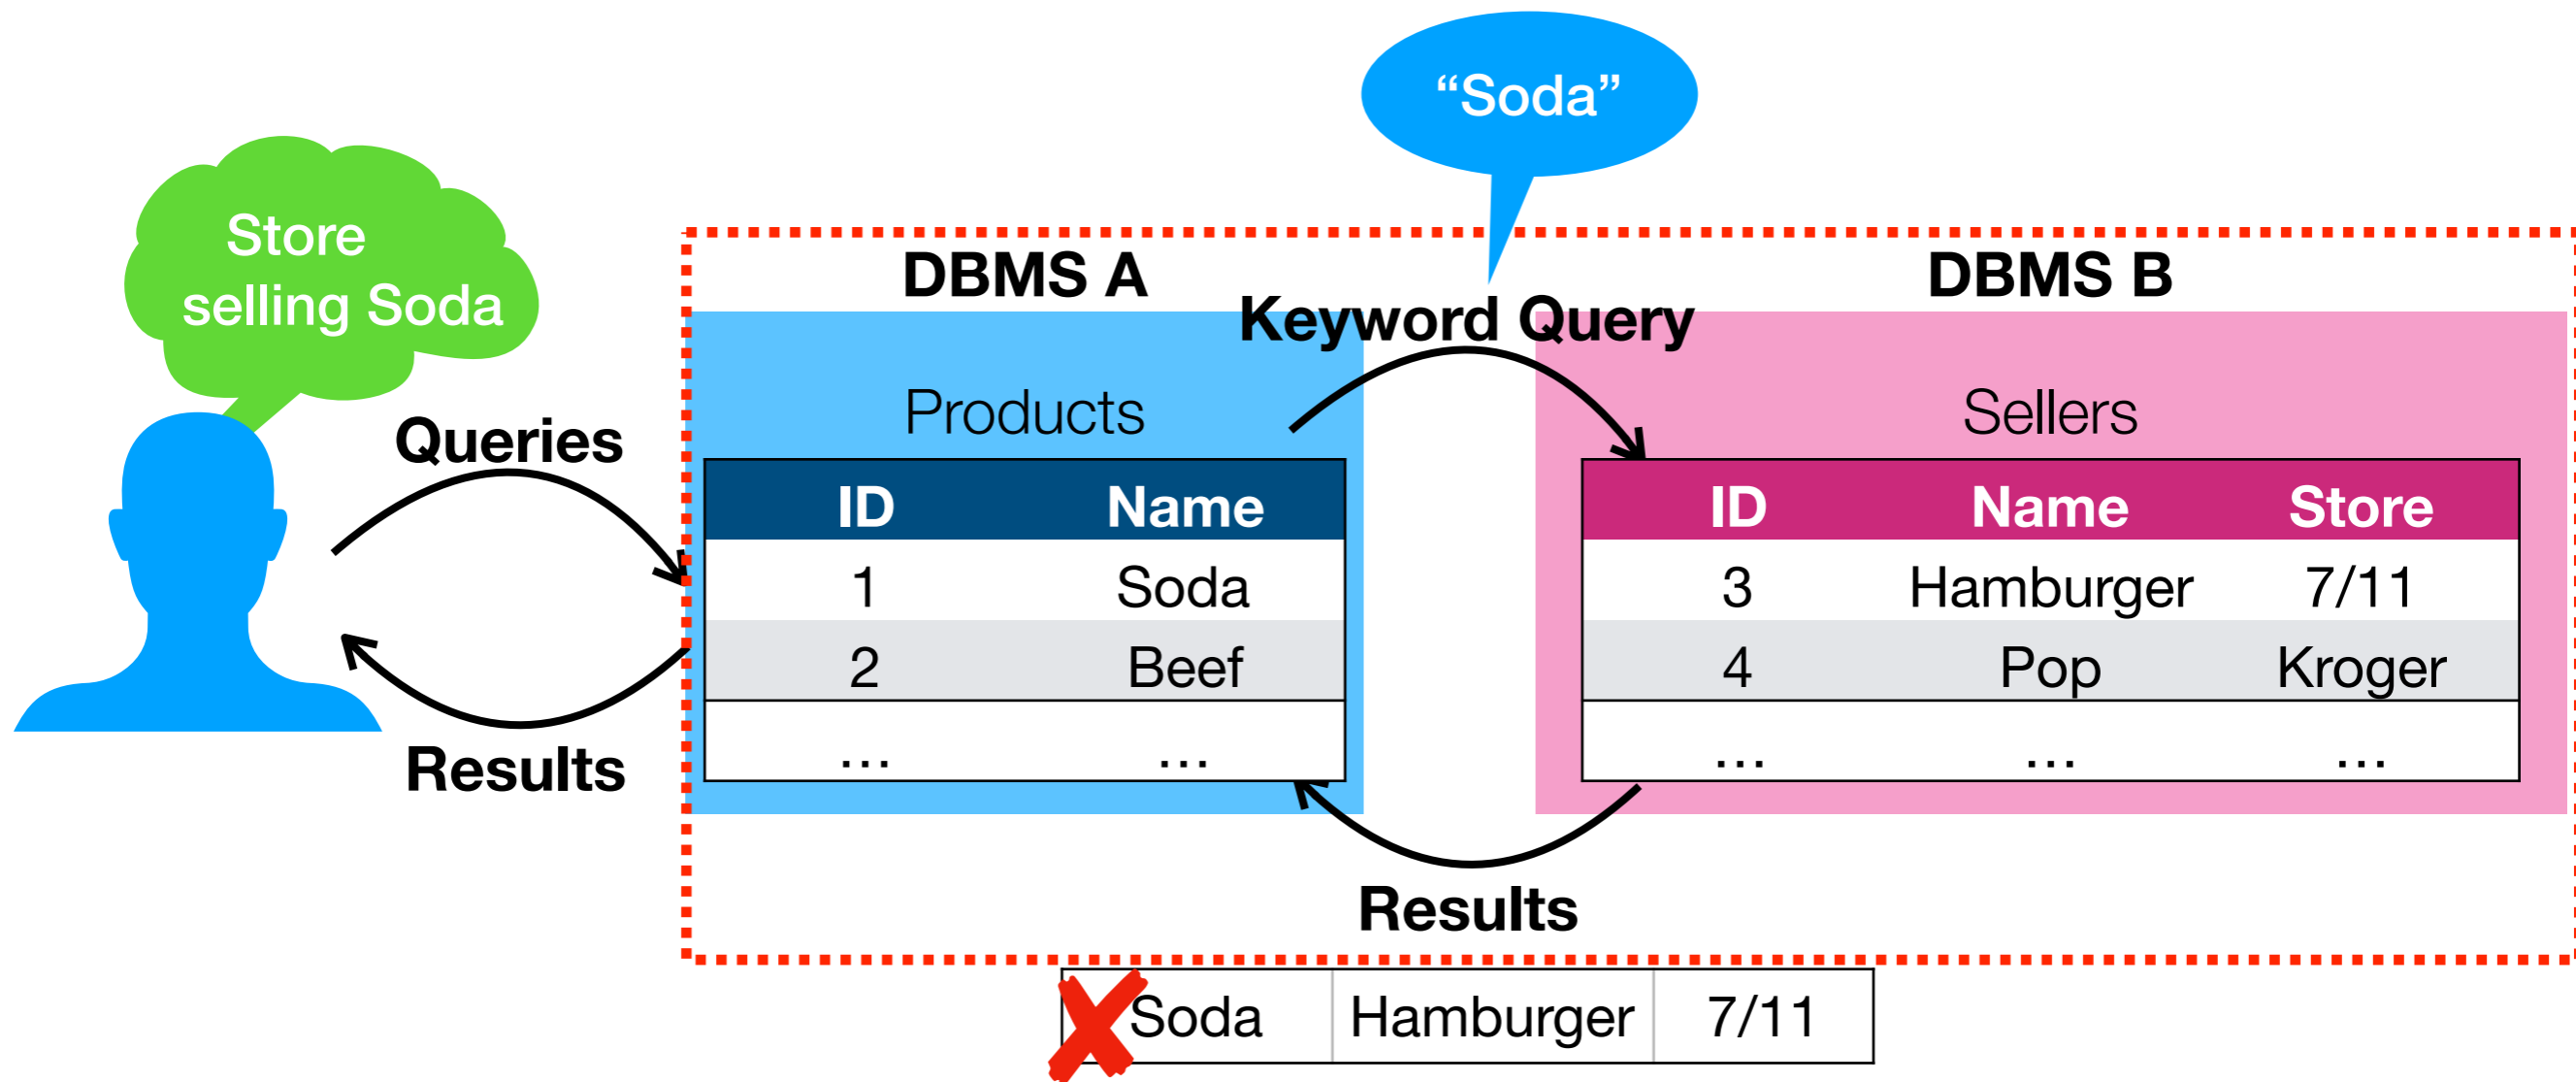 “Soda”
Store
selling Soda
DBMS A
DBMS B
Keyword Query
Products
Sellers
Queries
ID Name
1 Soda
2 Beef
... ...
ID Name Store
3 Hamburger 7/11
4 Pop Kroger
... ... ...
Results
Results
Soda Hamburger 7/11